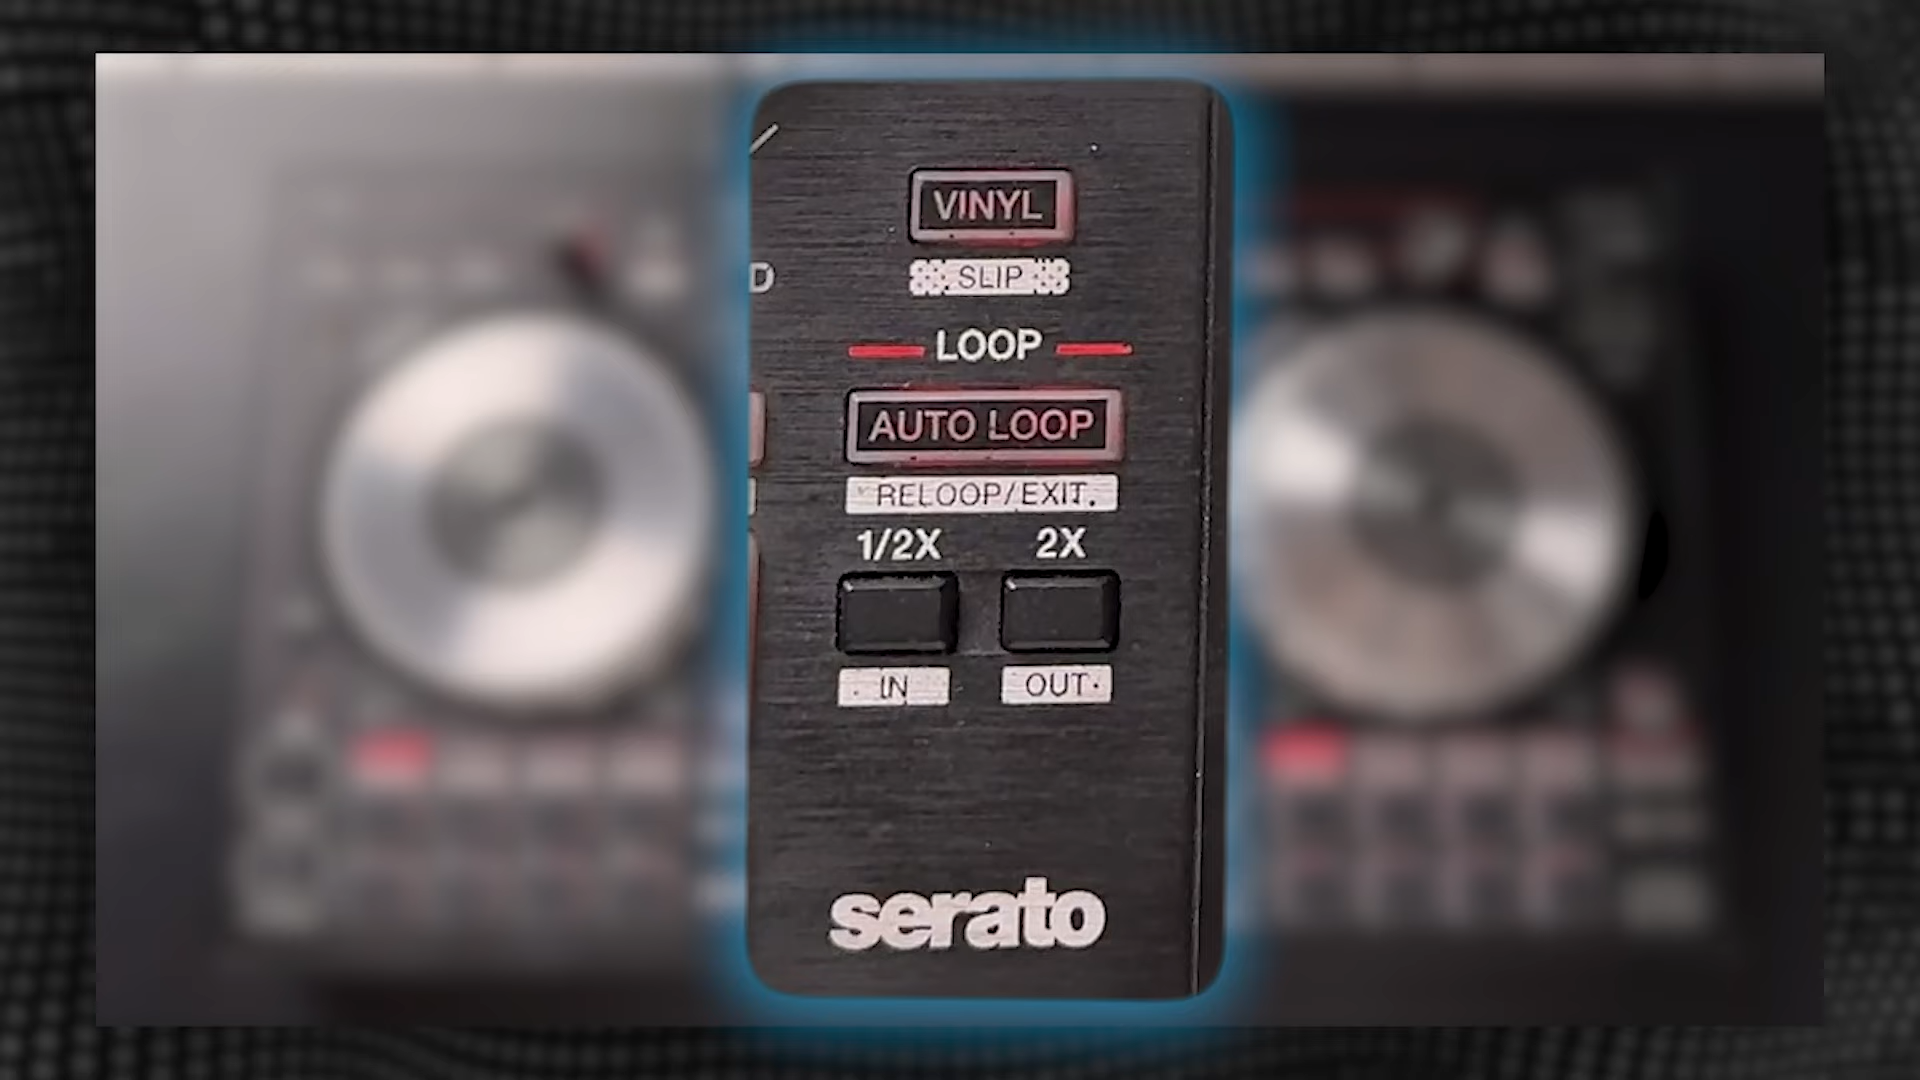 VINYL
SLIP
D
LOOP
AUTO LOOP
RELOOP/EXIT
1/2X 2X
IN OUT
serato